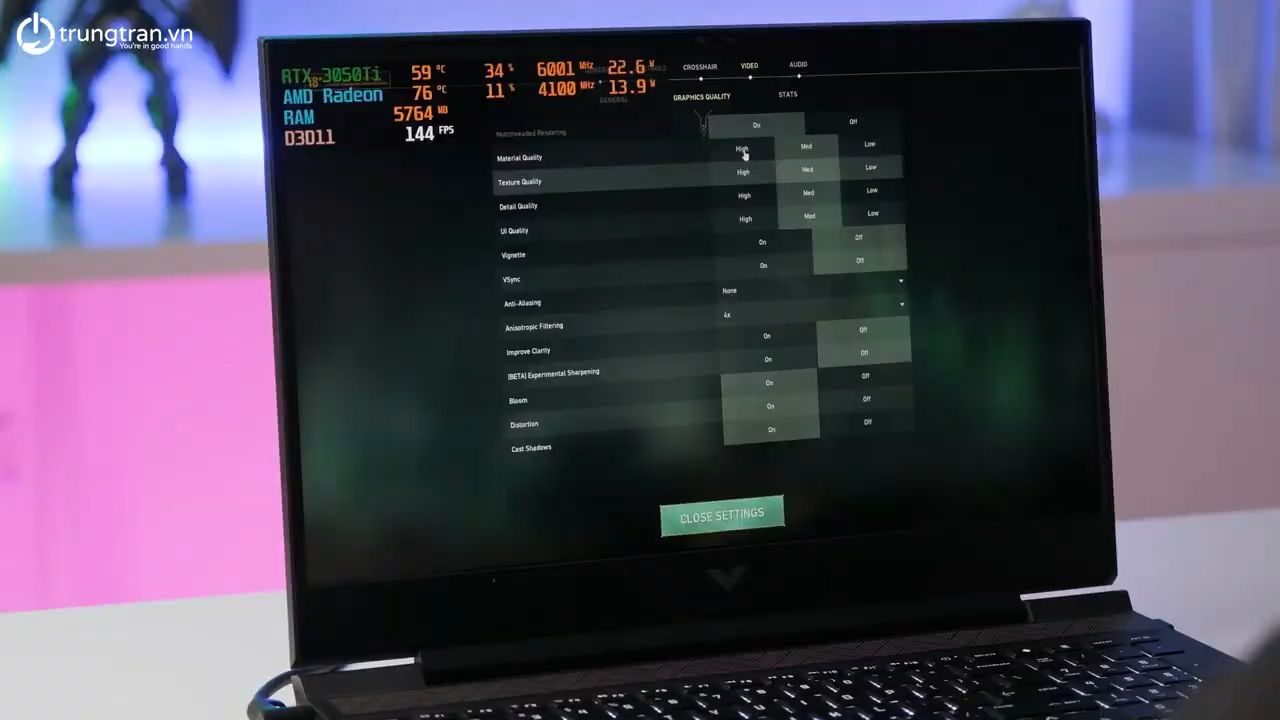 trungtran.vn
You're in good hands
RTX 3050Ti 59 °C 34 % 6001 MHz 22.6 W
AMD Radeon 76 °C 11 % 4100 MHz 13.9 W
RAM 5764 MB
D3D11 144 FPS
CROSSHAIR VIDEO AUDIO
GENERAL
GRAPHICS QUALITY STATS
Multithreaded Rendering On Off
Material Quality High Med Low
Texture Quality High Med Low
Detail Quality High Med Low
UI Quality High Med Low
Vignette On Off
VSync On Off
Anti-Aliasing None
Anisotropic Filtering 4x
Improve Clarity On Off
[BETA] Experimental Sharpening On Off
Bloom On Off
Distortion On Off
Cast Shadows On Off
CLOSE SETTINGS